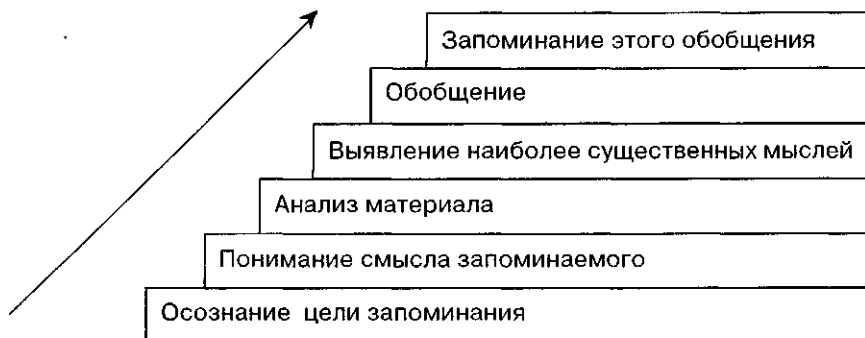 Запоминание этого обобщения
Обобщение
Выявление наиболее существенных мыслей
Анализ материала
Понимание смысла запоминаемого
Осознание цели запоминания